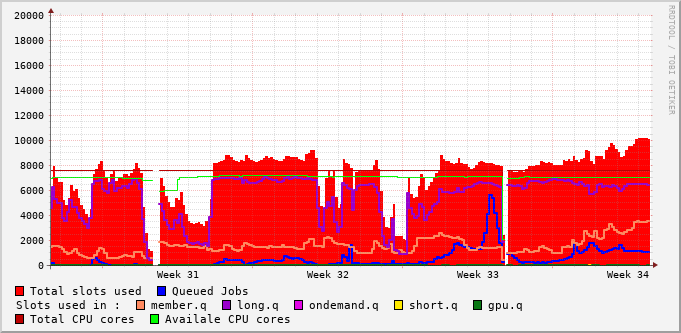 20000
18000
16000
14000
12000
10000
8000
6000
4000
2000
0
Week 31 Week 32 Week 33 Week 34
RRDTOOL / TOBI OETIKER
Total slots used Queued Jobs
Slots used in : member.q long.q ondemand.q short.q gpu.q
Total CPU cores Availale CPU cores